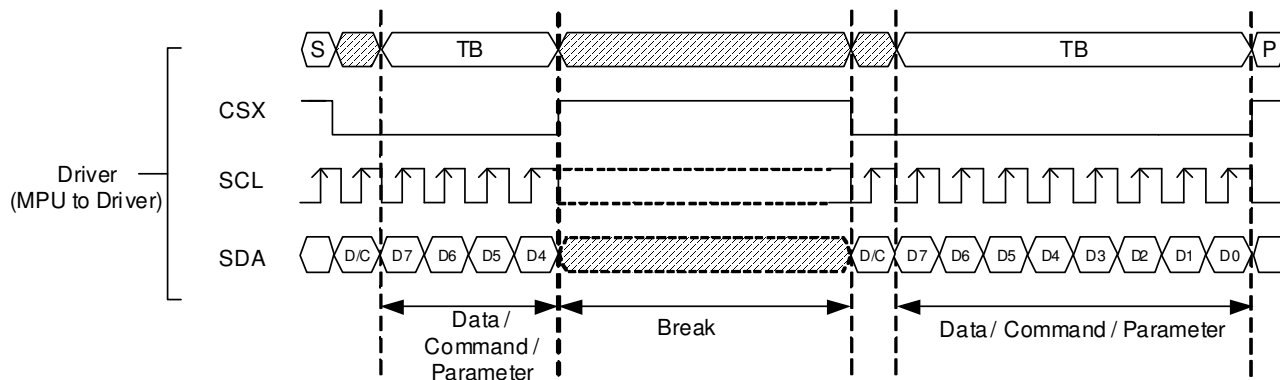 S TB TB P
CSX
Driver
(MPU to Driver)
SCL
SDA D/C D7 D6 D5 D4 D/C D7 D6 D5 D4 D3 D2 D1 D0
Data / Break Data / Command / Parameter
Command /
Parameter